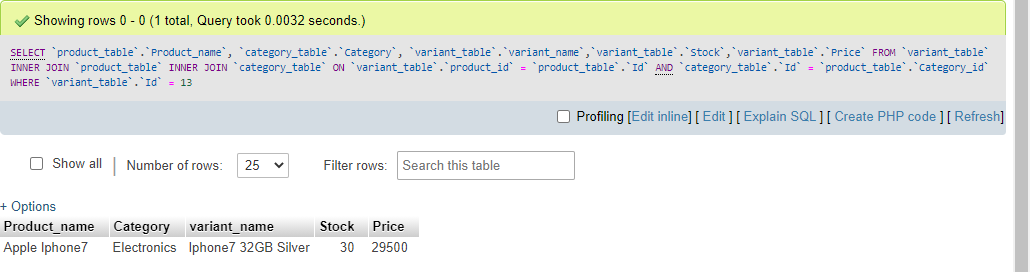 Showing rows 0 - 0 (1 total, Query took 0.0032 seconds.)
SELECT `product_table`.`Product_name`, `category_table`.`Category`, `variant_table`.`variant_name`,`variant_table`.`Stock`,`variant_table`.`Price` FROM `variant_table`
INNER JOIN `product_table` INNER JOIN `category_table` ON `variant_table`.`product_id` = `product_table`.`Id` AND `category_table`.`Id` = `product_table`.`Category_id`
WHERE `variant_table`.`Id` = 13
Profiling [Edit inline] [ Edit ] [ Explain SQL ] [ Create PHP code ] [ Refresh]
Show all | Number of rows: 25 Filter rows: Search this table
+ Options
Product_name Category variant_name Stock Price
Apple Iphone7 Electronics Iphone7 32GB Silver 30 29500